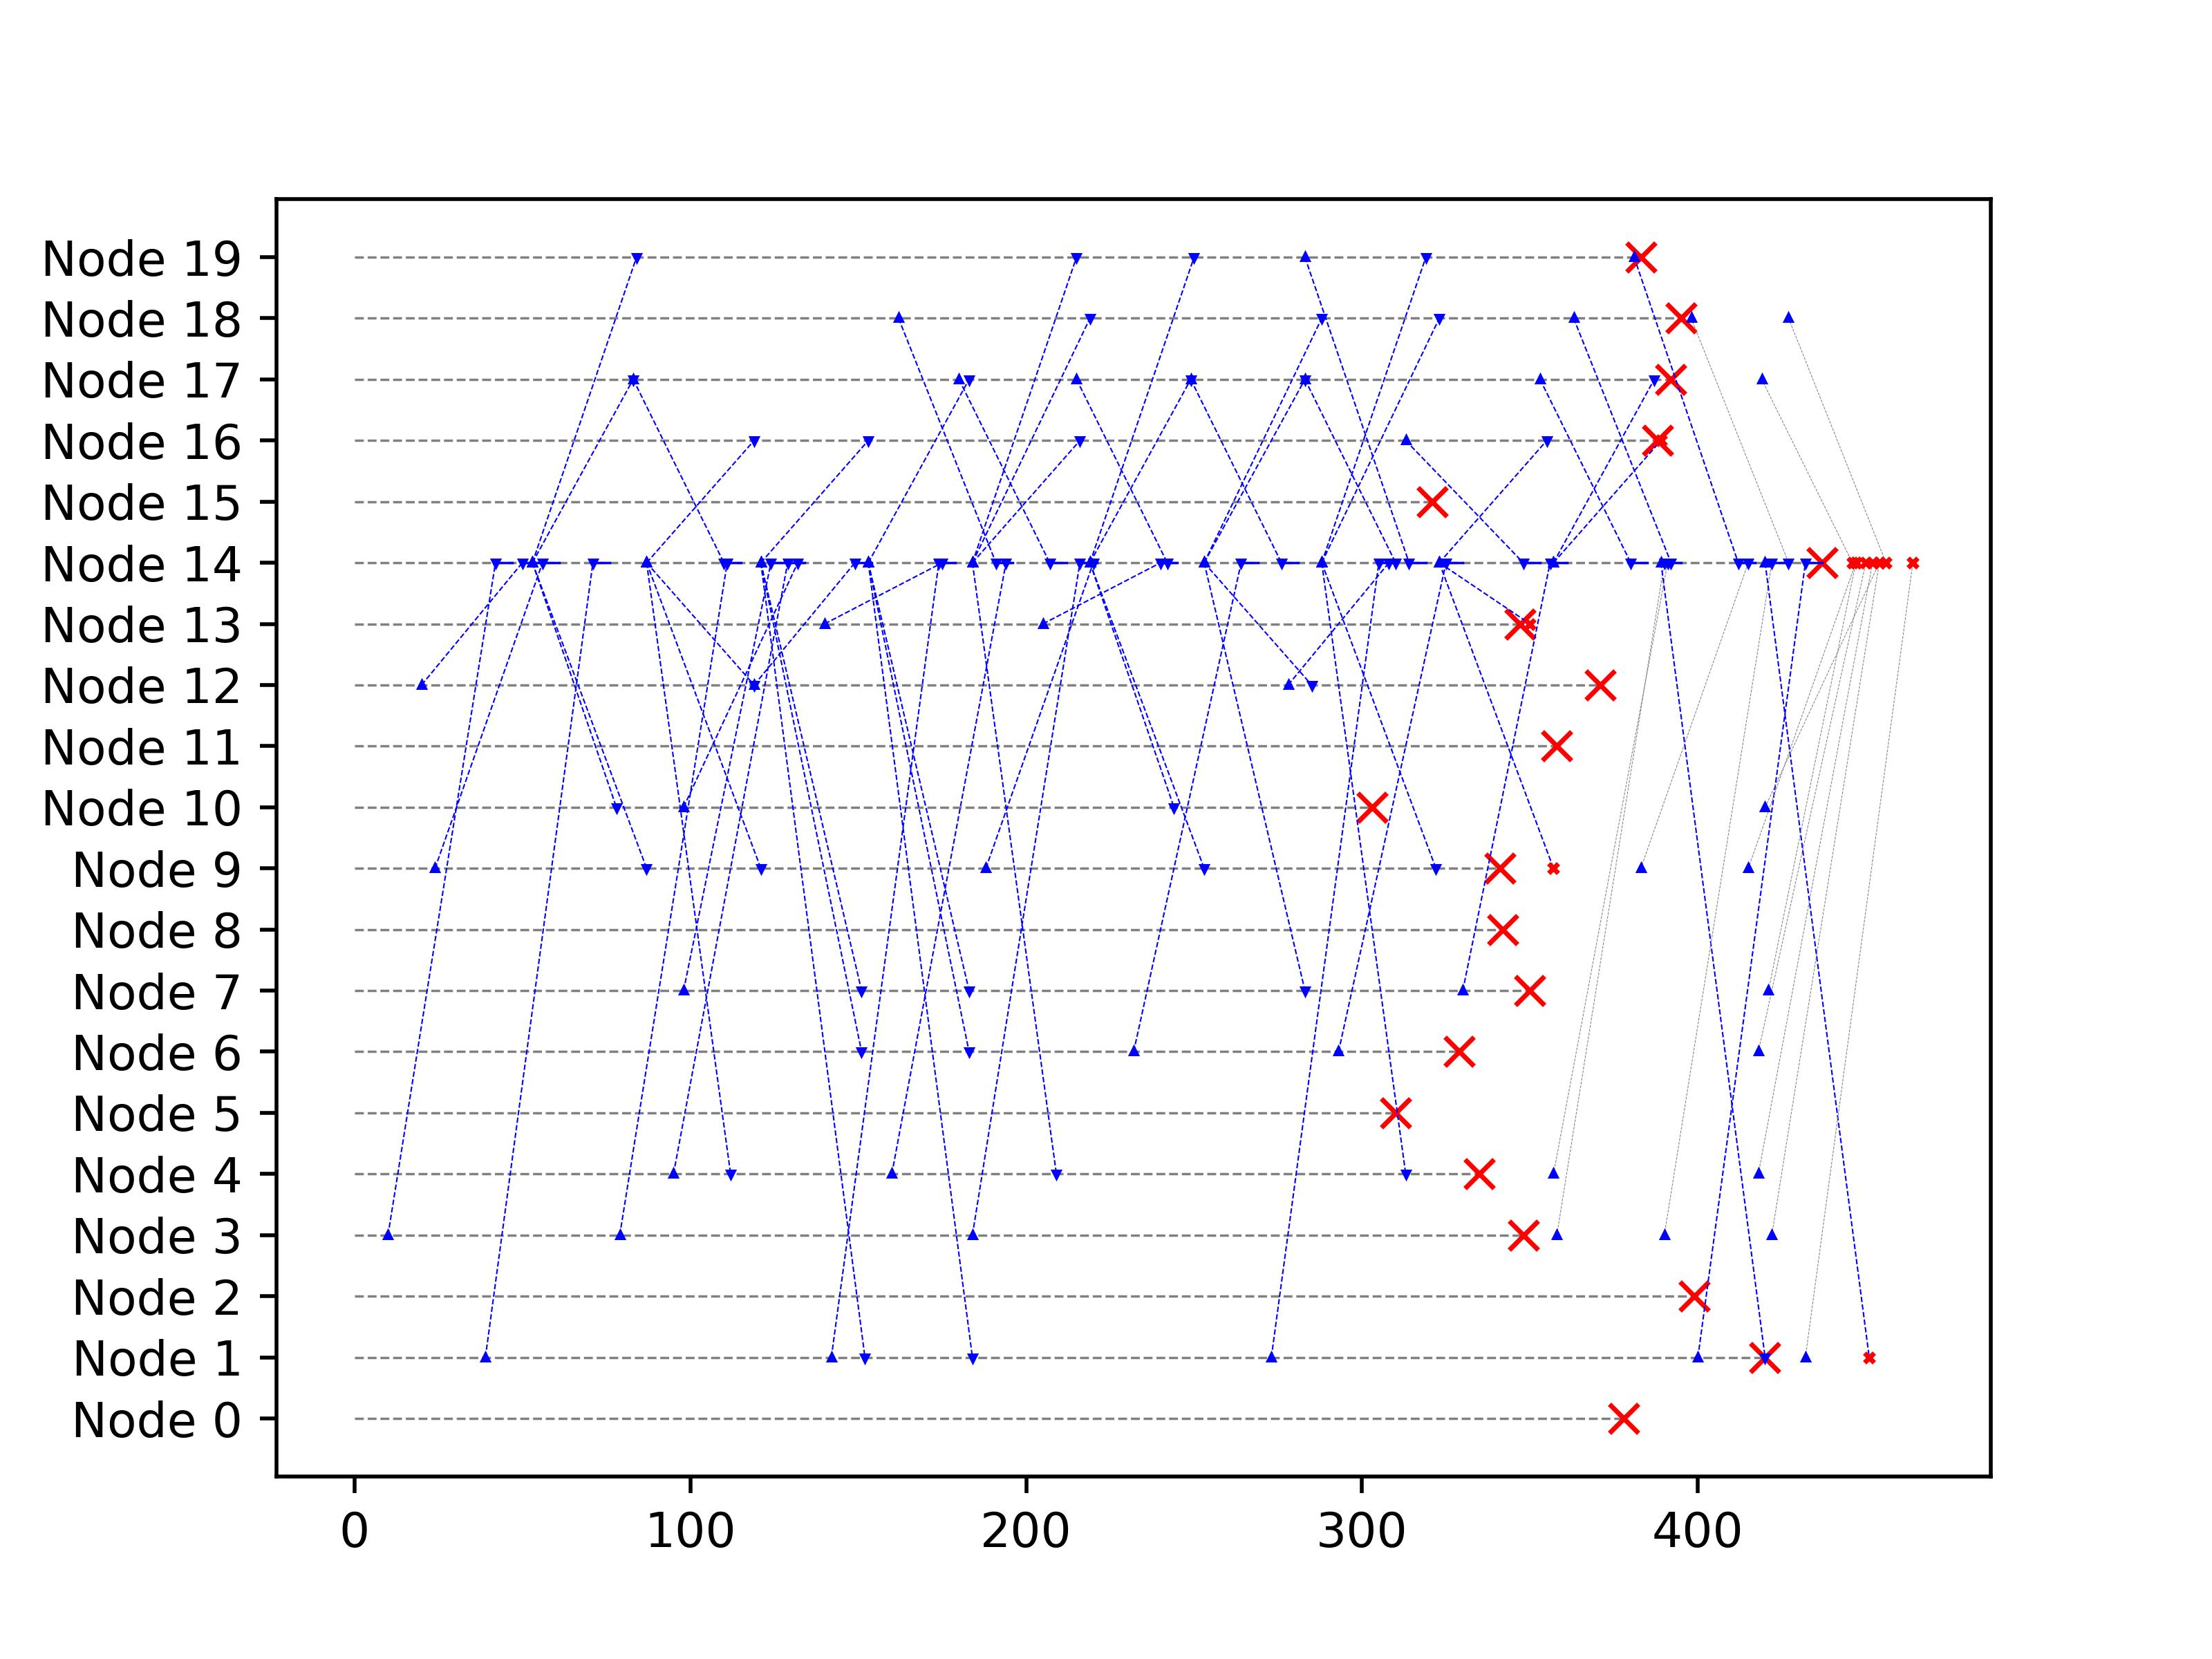 Node 19
Node 18
Node 17
Node 16
Node 15
Node 14
Node 13
Node 12
Node 11
Node 10
Node 9
Node 8
Node 7
Node 6
Node 5
Node 4
Node 3
Node 2
Node 1
Node 0
0 100 200 300 400